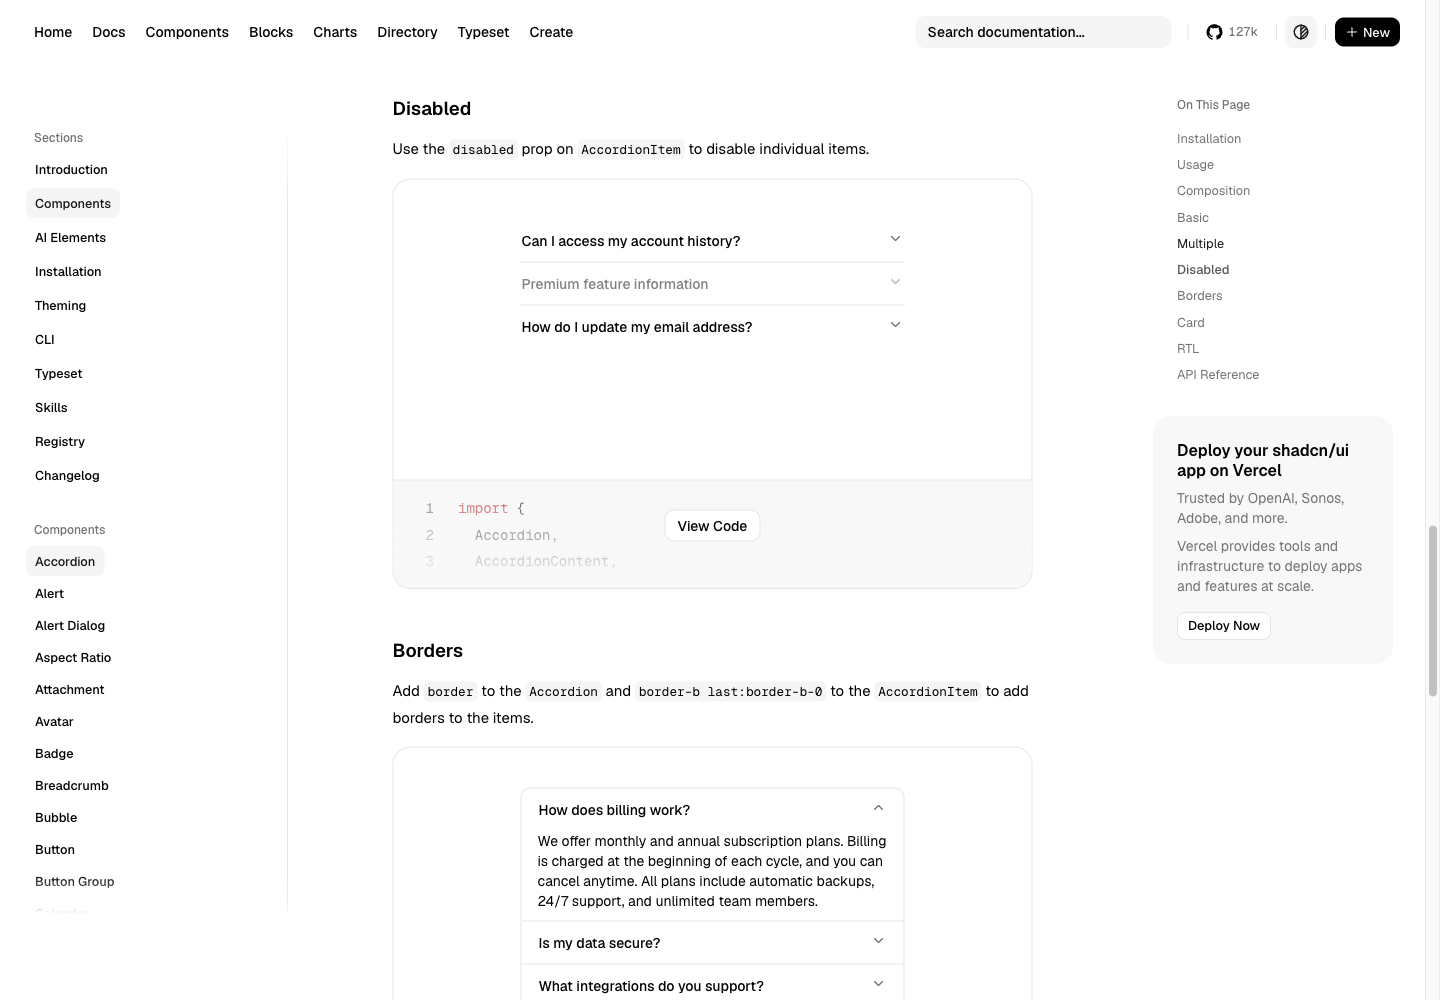 Home Docs Components Blocks Charts Directory Typeset Create
Search documentation...
127k
New
Sections
Introduction
Components
AI Elements
Installation
Theming
CLI
Typeset
Skills
Registry
Changelog
Components
Accordion
Alert
Alert Dialog
Aspect Ratio
Attachment
Avatar
Badge
Breadcrumb
Bubble
Button
Button Group
Calendar
Disabled
Use the disabled prop on AccordionItem to disable individual items.
Can I access my account history?
Premium feature information
How do I update my email address?
1 import {
2 Accordion,
3 AccordionContent,
View Code
Borders
Add border to the Accordion and border-b last:border-b-0 to the AccordionItem to add
borders to the items.
How does billing work?
We offer monthly and annual subscription plans. Billing
is charged at the beginning of each cycle, and you can
cancel anytime. All plans include automatic backups,
24/7 support, and unlimited team members.
Is my data secure?
What integrations do you support?
On This Page
Installation
Usage
Composition
Basic
Multiple
Disabled
Borders
Card
RTL
API Reference
Deploy your shadcn/ui
app on Vercel
Trusted by OpenAI, Sonos,
Adobe, and more.
Vercel provides tools and
infrastructure to deploy apps
and features at scale.
Deploy Now